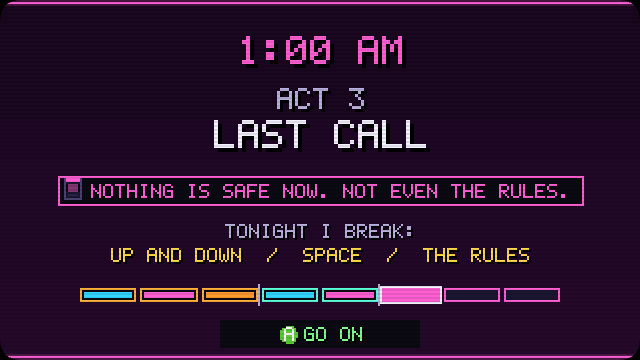 1:00 AM
ACT 3
LAST CALL
NOTHING IS SAFE NOW. NOT EVEN THE RULES.
TONIGHT I BREAK:
UP AND DOWN / SPACE / THE RULES
A GO ON